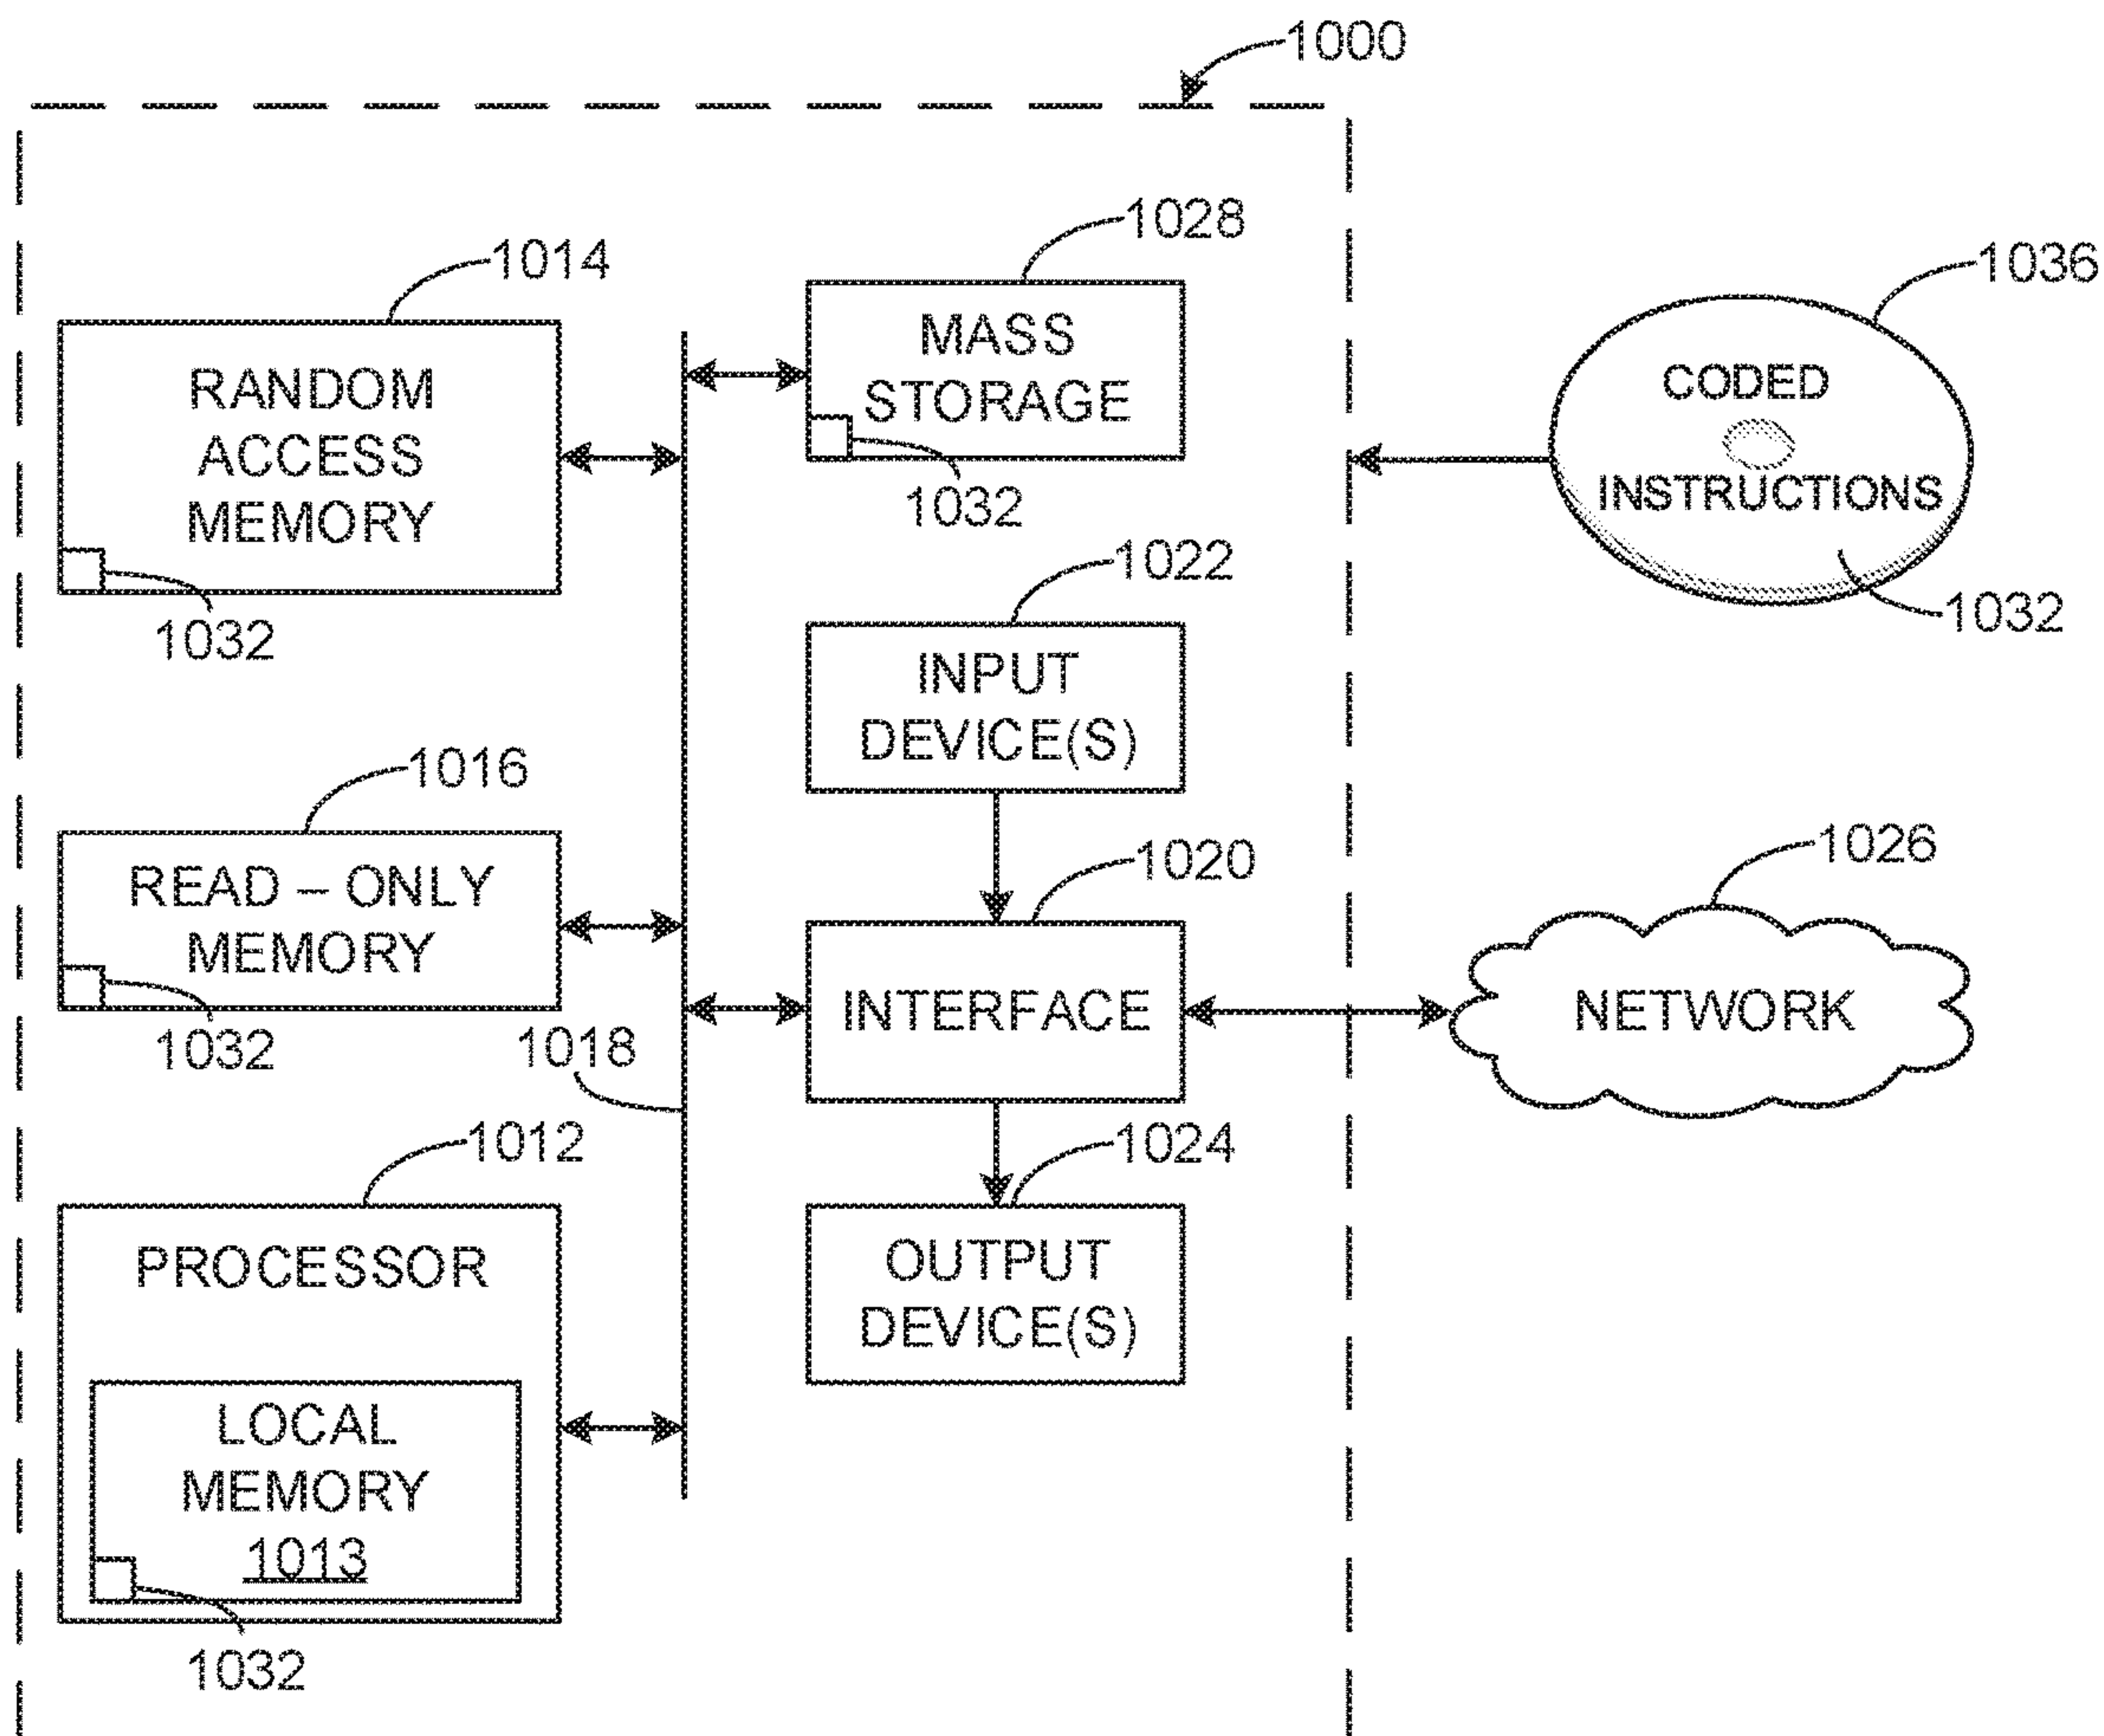 1000
1028
1014
1036
MASS
STORAGE
RANDOM
ACCESS
MEMORY
CODED
INSTRUCTIONS
1032
1022
1032
1032
INPUT
DEVICE(S)
1016
1020
1026
READ – ONLY
MEMORY
INTERFACE
NETWORK
1018
1032
1012
1024
PROCESSOR
OUTPUT
DEVICE(S)
LOCAL
MEMORY
1013
1032